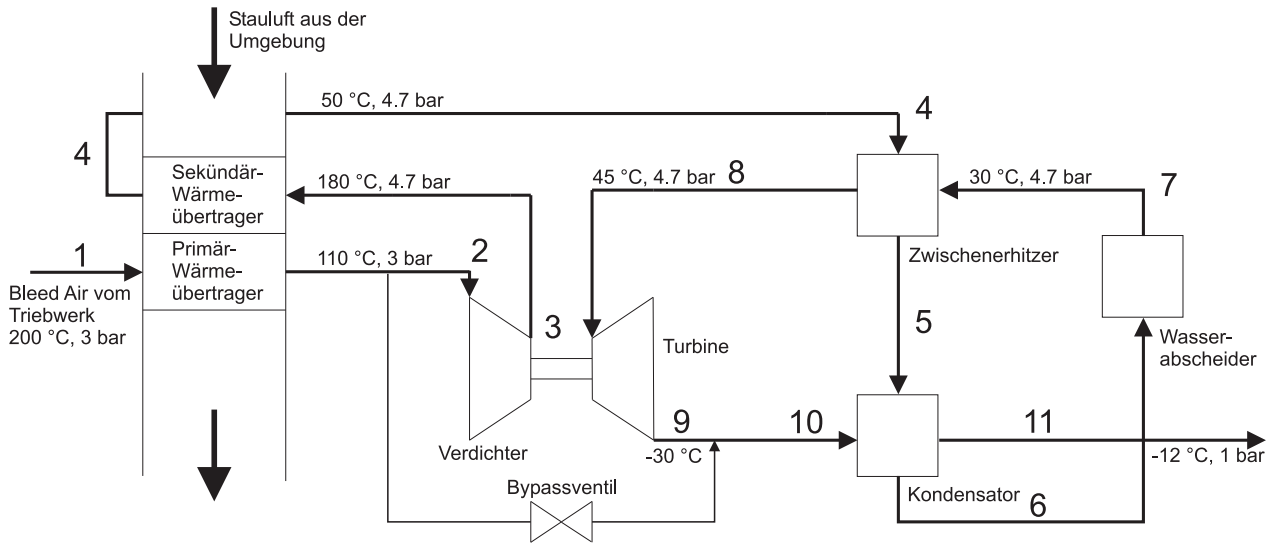 Stauluft aus der
Umgebung
50 °C, 4.7 bar
4
4
Sekündär-
Wärme-
übertrager
180 °C, 4.7 bar
45 °C, 4.7 bar
8
30 °C, 4.7 bar
7
1
Primär-
Wärme-
übertrager
110 °C, 3 bar
2
Zwischenerhitzer
Bleed Air vom
Triebwerk
200 °C, 3 bar
3
Turbine
5
Wasser-
abscheider
Verdichter
9
-30 °C
10
11
-12 °C, 1 bar
Bypassventil
Kondensator
6